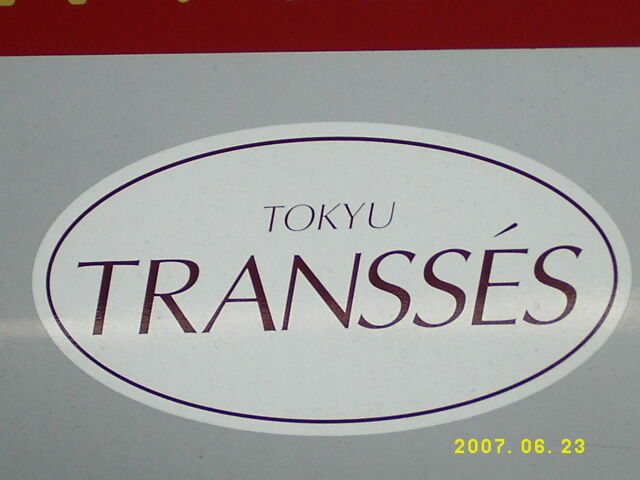 TOKYU
TRANSSÉS
2007. 06. 23